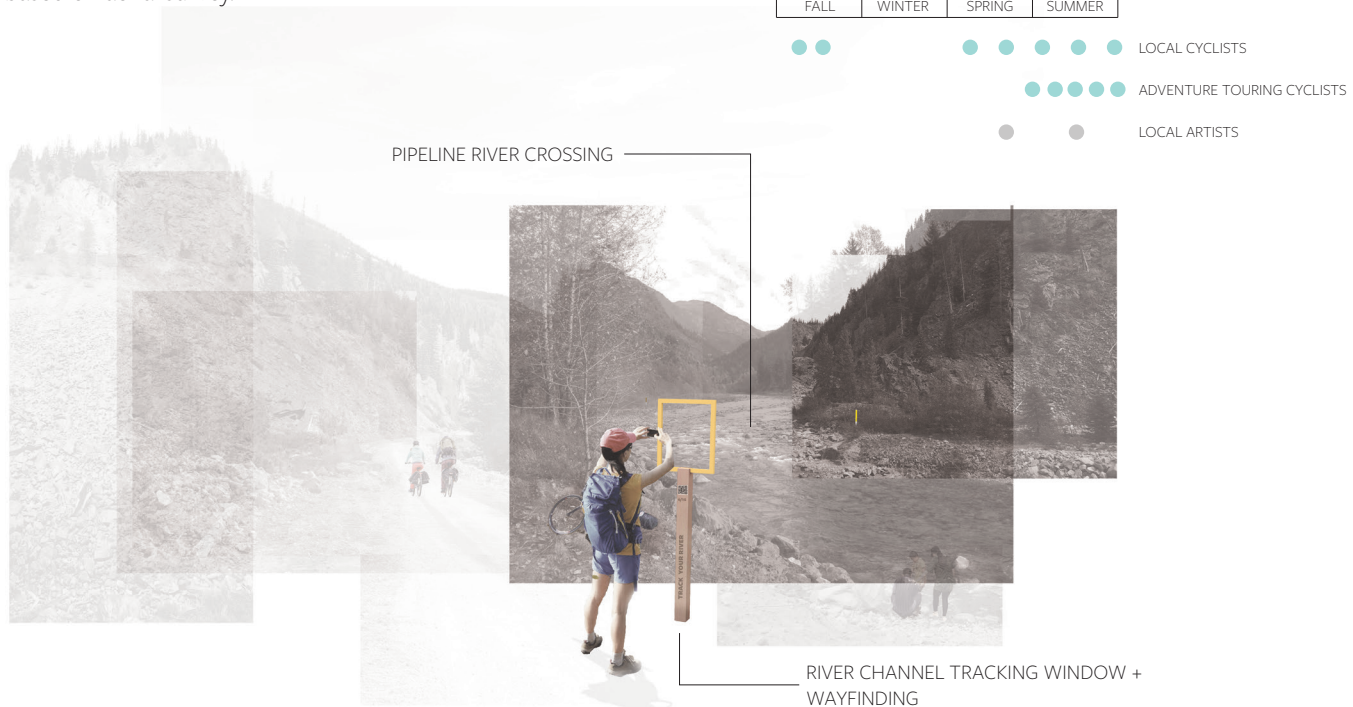 FALL WINTER SPRING SUMMER
LOCAL CYCLISTS
ADVENTURE TOURING CYCLISTS
LOCAL ARTISTS
PIPELINE RIVER CROSSING
TRACK YOUR RIVER
RIVER CHANNEL TRACKING WINDOW +
WAYFINDING